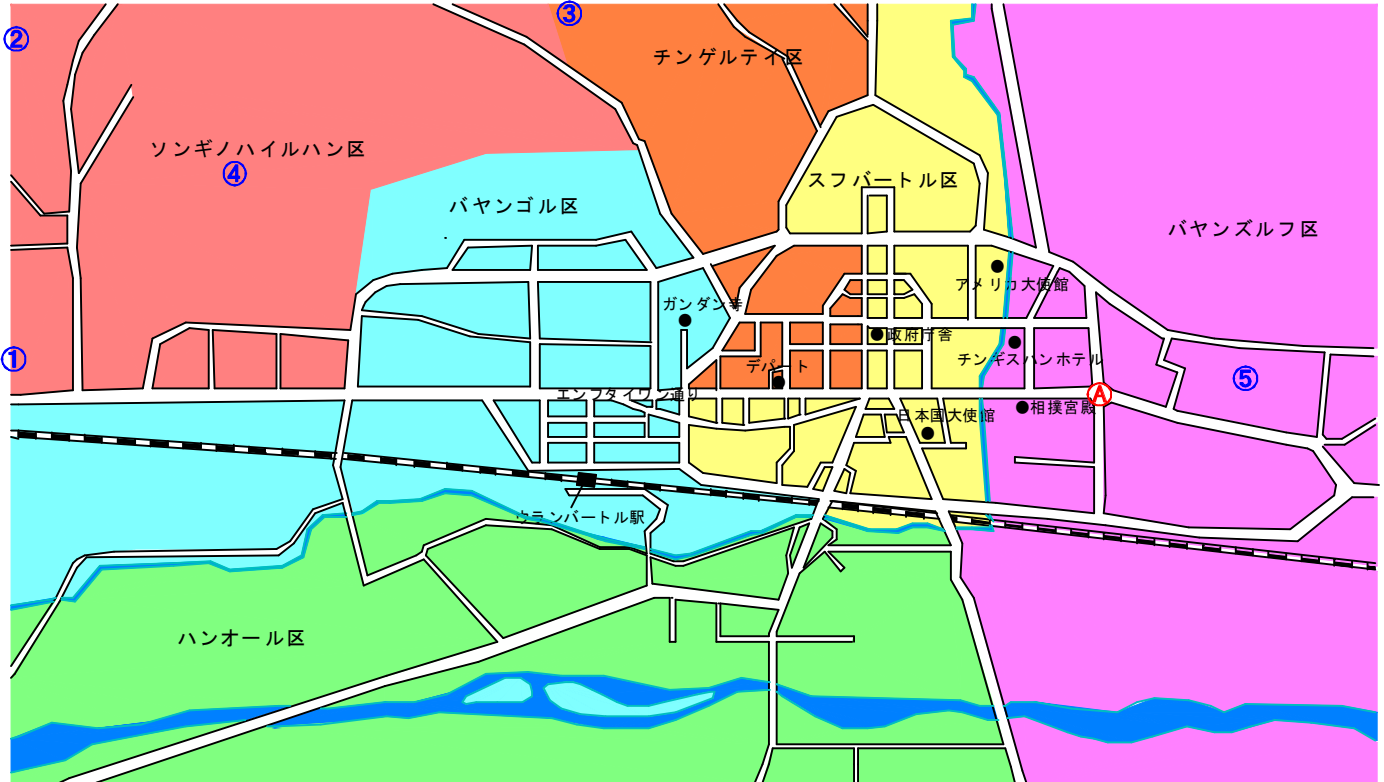 ③
②
チンゲルテイ区
ソンギノハイルハン区
④
スフバートル区
バヤンゴル区
バヤンズルフ区
アメリカ大使館
ガンダン寺
政府庁舎
①
チンギスハンホテル
デパート
⑤
エンフタイワン通り
A
相撲宮殿
日本国大使館
ウランバートル駅
ハンオール区